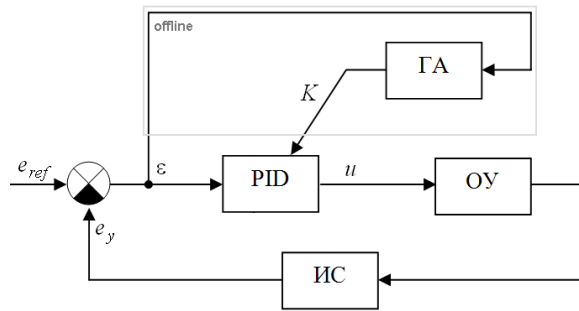 offline
ГА
K
e_ref
ε
PID
u
ОУ
e_y
ИС